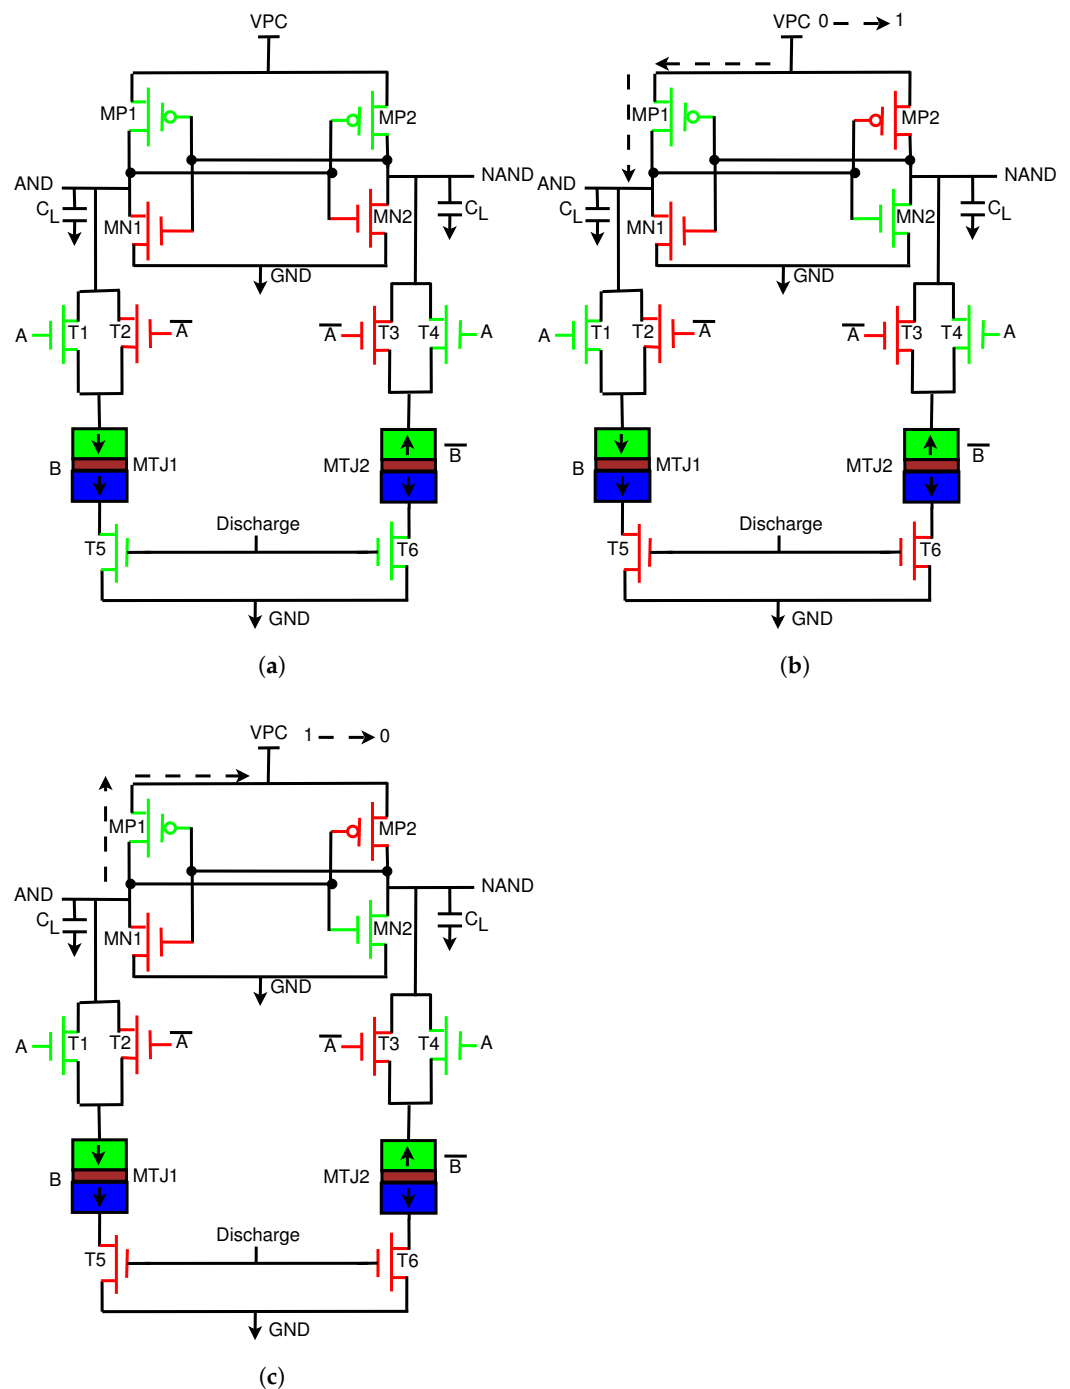 VPC
MP1 MP2
AND NAND
CL CL
MN1 MN2
GND
A T1 T2 A̅ A̅ T3 T4 A
B MTJ1 MTJ2 B̅
Discharge
T5 T6
GND
(a)
VPC 0 1
MP1 MP2
AND NAND
CL CL
MN1 MN2
GND
A T1 T2 A̅ A̅ T3 T4 A
B MTJ1 MTJ2 B̅
Discharge
T5 T6
GND
(b)
VPC 1 0
MP1 MP2
AND NAND
CL CL
MN1 MN2
GND
A T1 T2 A̅ A̅ T3 T4 A
B MTJ1 MTJ2 B̅
Discharge
T5 T6
GND
(c)